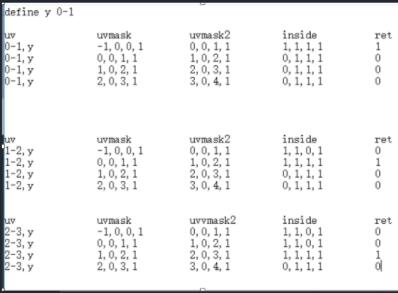 define y 0-1
uv uvmask uvmask2 inside ret
0-1,y -1,0,0,1 0,0,1,1 1,1,1,1 1
0-1,y 0,0,1,1 1,0,2,1 0,1,1,1 0
0-1,y 1,0,2,1 2,0,3,1 0,1,1,1 0
0-1,y 2,0,3,1 3,0,4,1 0,1,1,1 0
uv uvmask uvmask2 inside ret
1-2,y -1,0,0,1 0,0,1,1 1,1,0,1 0
1-2,y 0,0,1,1 1,0,2,1 1,1,1,1 1
1-2,y 1,0,2,1 2,0,3,1 0,1,1,1 0
1-2,y 2,0,3,1 3,0,4,1 0,1,1,1 0
uv uvmask uvvmask2 inside ret
2-3,y -1,0,0,1 0,0,1,1 1,1,0,1 0
2-3,y 0,0,1,1 1,0,2,1 1,1,0,1 0
2-3,y 1,0,2,1 2,0,3,1 1,1,1,1 1
2-3,y 2,0,3,1 3,0,4,1 0,1,1,1 0